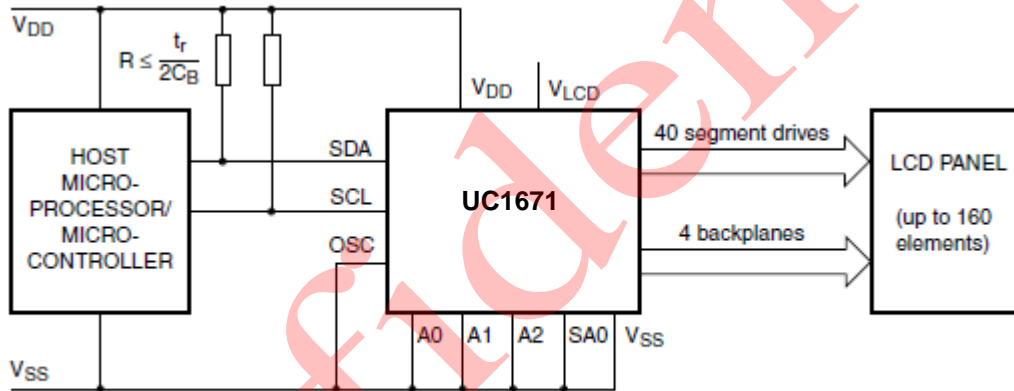 VDD
R ≤ tr
2CB
VDD
VLCD
HOST
MICRO-
PROCESSOR/
MICRO-
CONTROLLER
SDA
SCL
OSC
UC1671
40 segment drives
4 backplanes
LCD PANEL
(up to 160
elements)
A0 A1 A2 SA0 VSS
VSS